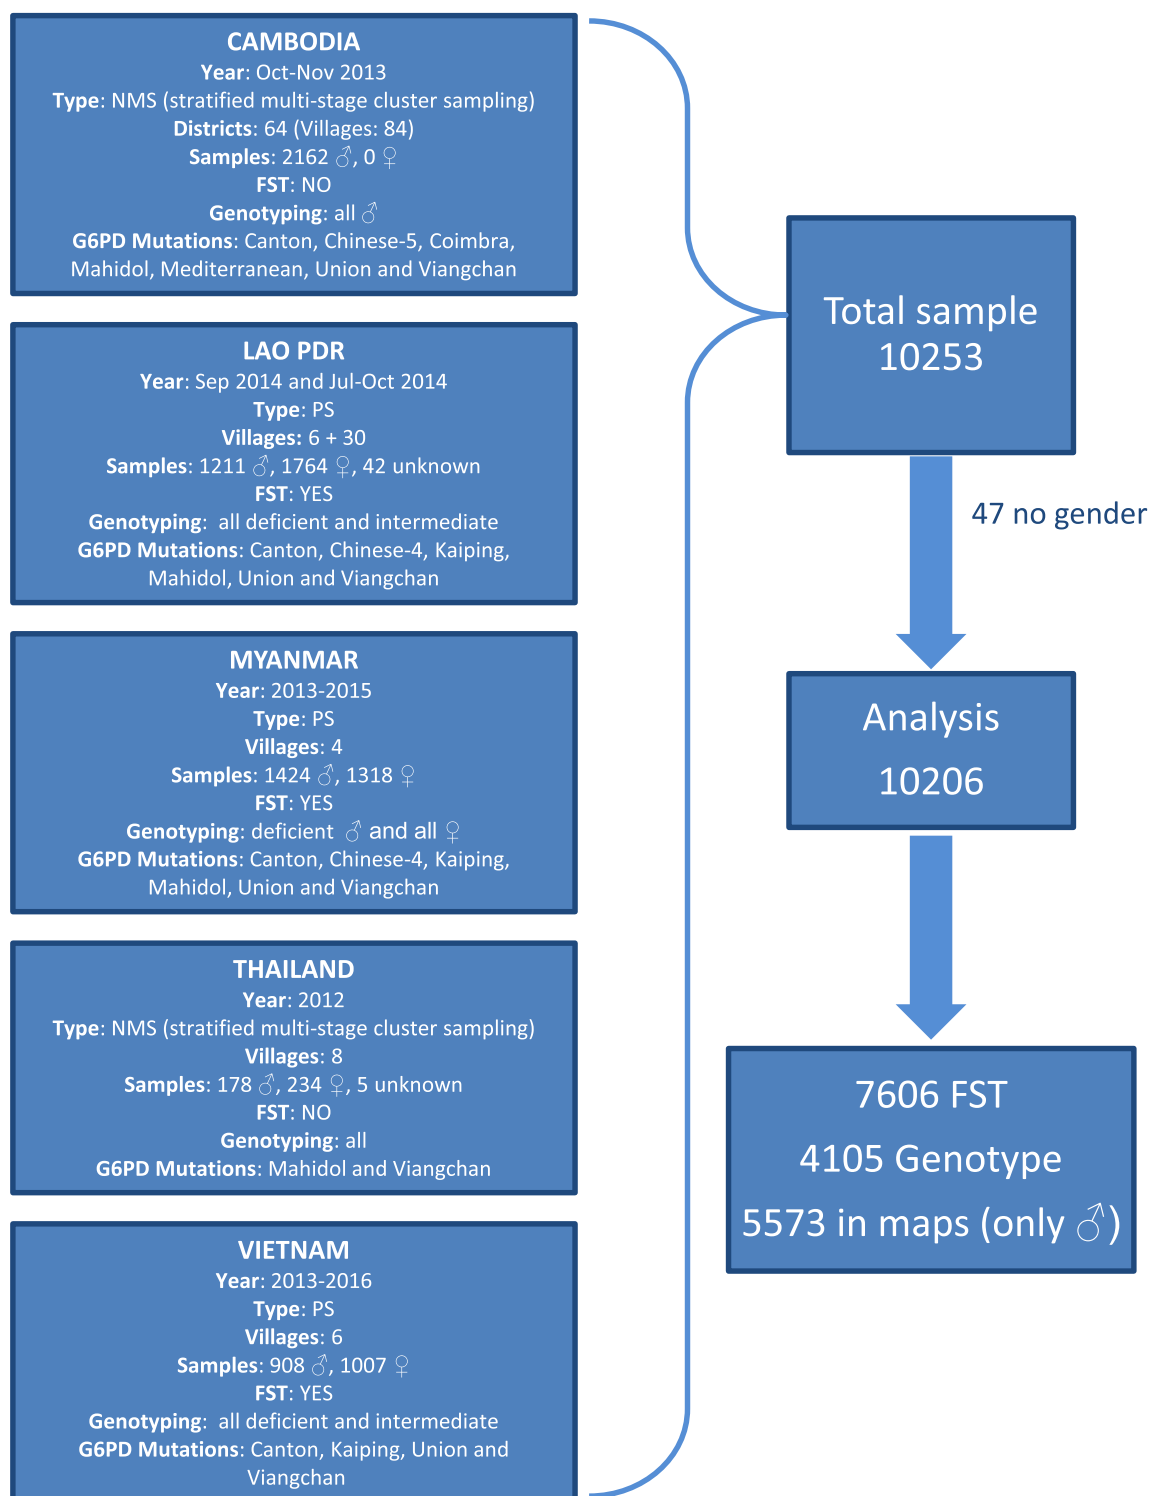 CAMBODIA
Year: Oct-Nov 2013
Type: NMS (stratified multi-stage cluster sampling)
Districts: 64 (Villages: 84)
Samples: 2162 ♂, 0 ♀
FST: NO
Genotyping: all ♂
G6PD Mutations: Canton, Chinese-5, Coimbra,
Mahidol, Mediterranean, Union and Viangchan
LAO PDR
Year: Sep 2014 and Jul-Oct 2014
Type: PS
Villages: 6 + 30
Samples: 1211 ♂, 1764 ♀, 42 unknown
FST: YES
Genotyping: all deficient and intermediate
G6PD Mutations: Canton, Chinese-4, Kaiping,
Mahidol, Union and Viangchan
MYANMAR
Year: 2013-2015
Type: PS
Villages: 4
Samples: 1424 ♂, 1318 ♀
FST: YES
Genotyping: deficient ♂ and all ♀
G6PD Mutations: Canton, Chinese-4, Kaiping,
Mahidol, Union and Viangchan
THAILAND
Year: 2012
Type: NMS (stratified multi-stage cluster sampling)
Villages: 8
Samples: 178 ♂, 234 ♀, 5 unknown
FST: NO
Genotyping: all
G6PD Mutations: Mahidol and Viangchan
VIETNAM
Year: 2013-2016
Type: PS
Villages: 6
Samples: 908 ♂, 1007 ♀
FST: YES
Genotyping: all deficient and intermediate
G6PD Mutations: Canton, Kaiping, Union and
Viangchan
Total sample
10253
47 no gender
Analysis
10206
7606 FST
4105 Genotype
5573 in maps (only ♂)